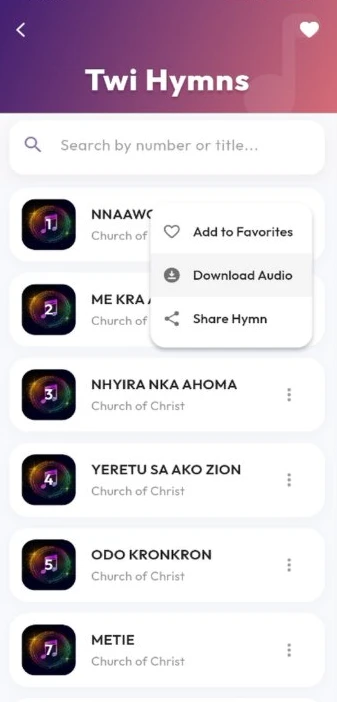 Twi Hymns
Search by number or title...
1
NNAAWO
Church of
Add to Favorites
Download Audio
Share Hymn
2
ME KRA
Church of
3
NHYIRA NKA AHOMA
Church of Christ
4
YERETU SA AKO ZION
Church of Christ
5
ODO KRONKRON
Church of Christ
7
METIE
Church of Christ